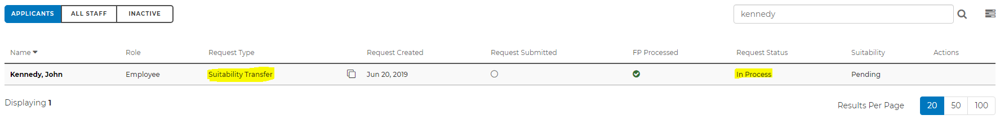 APPLICANTS ALL STAFF INACTIVE kennedy
Name Role Request Type Request Created Request Submitted FP Processed Request Status Suitability Actions
Kennedy, John Employee Suitability Transfer Jun 20, 2019 In Process Pending
Displaying 1
Results Per Page 20 50 100